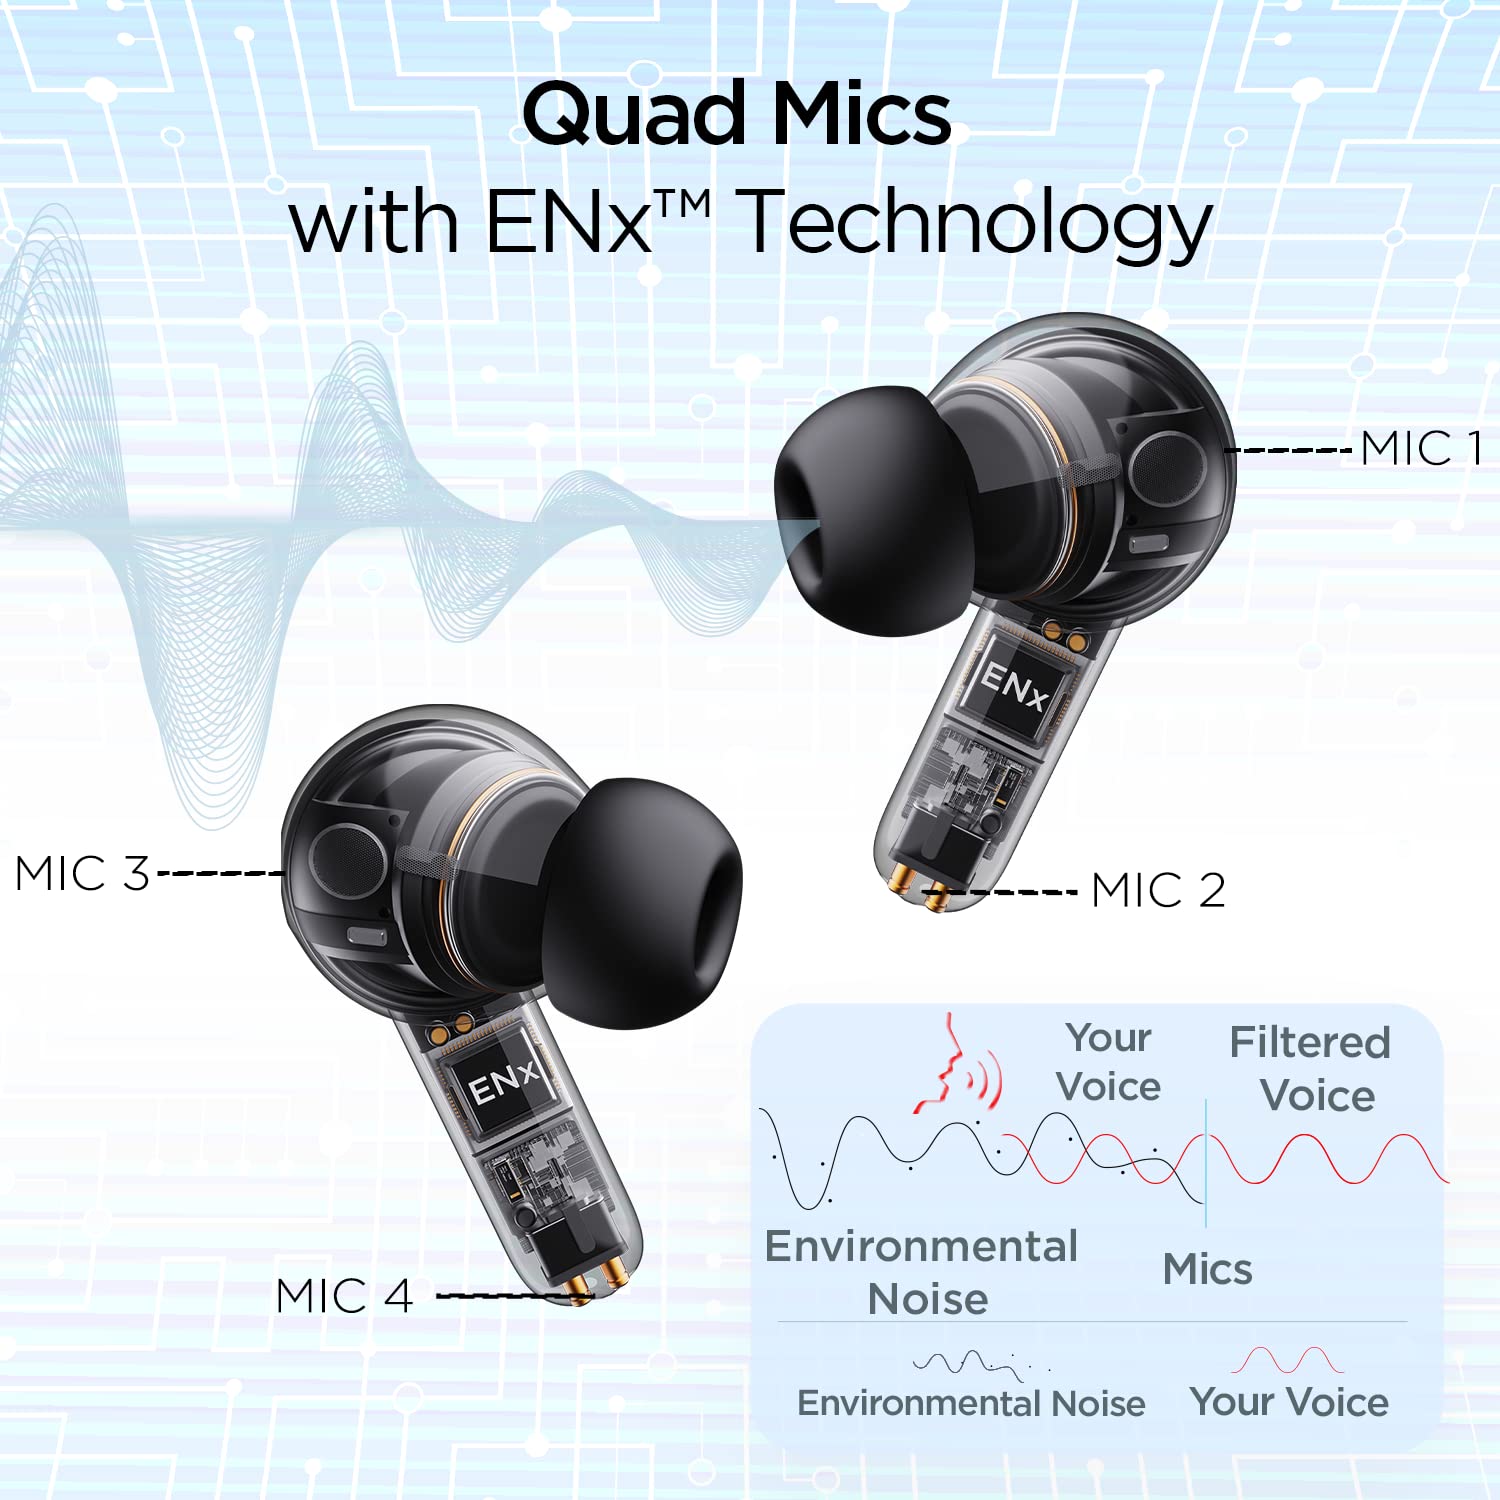 Quad Mics
with ENx™ Technology
MIC 1
ENx
MIC 2
MIC 3
ENx
MIC 4
Your
Voice
Filtered
Voice
Environmental
Noise
Mics
Environmental Noise
Your Voice